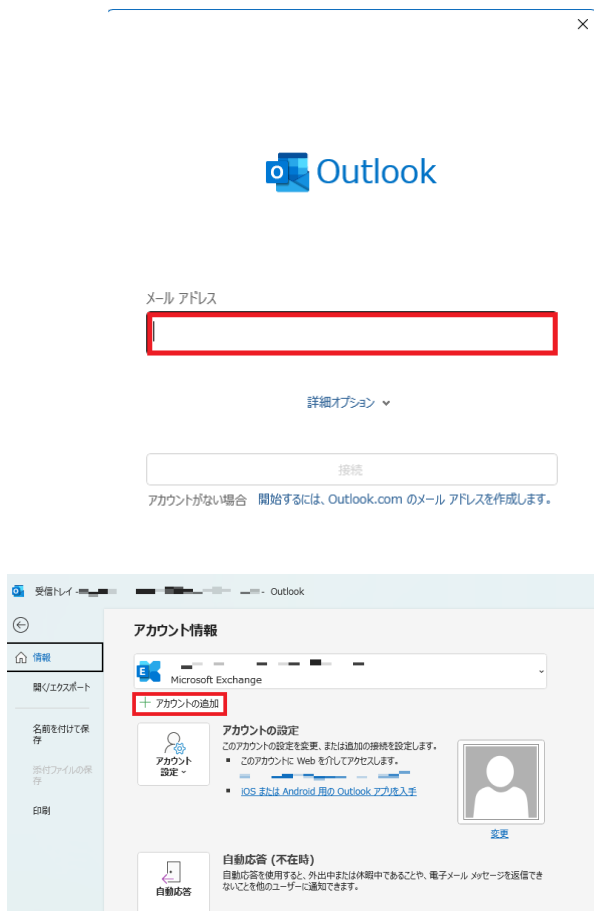 Outlook
メール アドレス
詳細オプション
接続
アカウントがない場合 開始するには、Outlook.com のメール アドレスを作成します。
受信トレイ - - Outlook
アカウント情報
情報
Microsoft Exchange
開く/エクスポート
アカウントの追加
名前を付けて保
存
アカウントの設定
このアカウントの設定を変更、または追加の接続を設定します。
アカウント
設定
このアカウントに Web を介してアクセスします。
添付ファイルの保
存
iOS または Android 用の Outlook アプリを入手
印刷
変更
自動応答 (不在時)
自動応答を使用すると、外出中または休暇中であることや、電子メール メッセージを返信でき
ないことを他のユーザーに通知できます。
自動応答